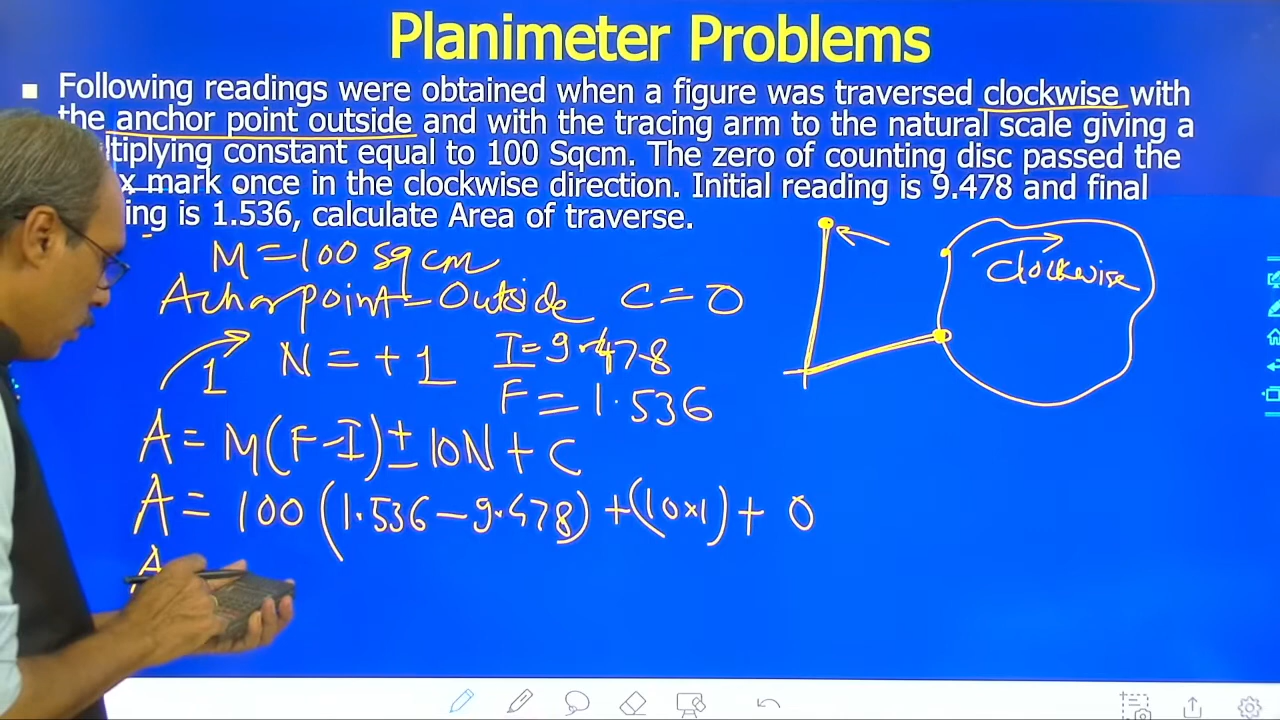 Planimeter Problems
Following readings were obtained when a figure was traversed clockwise with
the anchor point outside and with the tracing arm to the natural scale giving a
ltiplying constant equal to 100 Sqcm. The zero of counting disc passed the
x mark once in the clockwise direction. Initial reading is 9.478 and final
ing is 1.536, calculate Area of traverse.
M = 100 sq cm
Achor point - Outside C = 0
clockwise
1 N = + 1 I = 9.478
F = 1.536
A = M(F-I) ± 10N + C
A = 100 (1.536 - 9.478) + (10×1) + 0
A